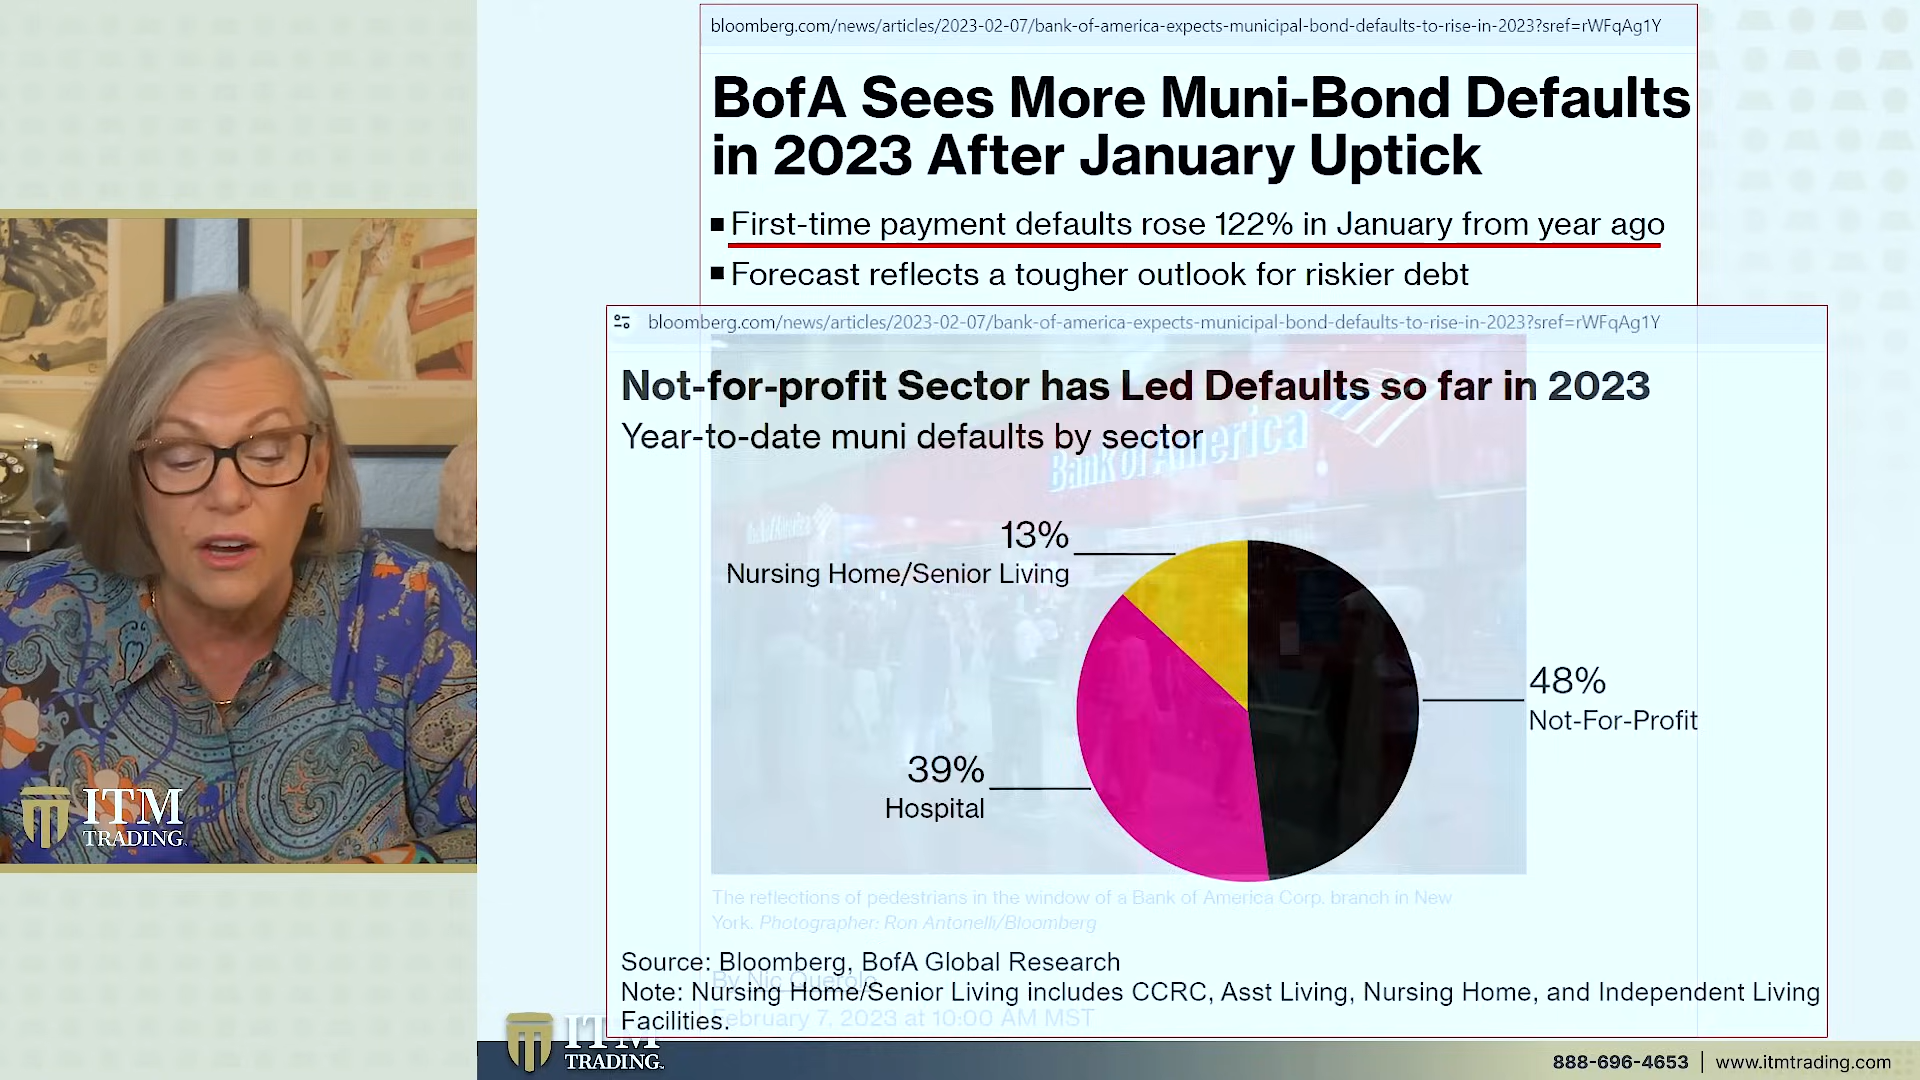 bloomberg.com/news/articles/2023-02-07/bank-of-america-expects-municipal-bond-defaults-to-rise-in-2023?sref=rWFqAg1Y
BofA Sees More Muni-Bond Defaults
in 2023 After January Uptick
First-time payment defaults rose 122% in January from year ago
Forecast reflects a tougher outlook for riskier debt
bloomberg.com/news/articles/2023-02-07/bank-of-america-expects-municipal-bond-defaults-to-rise-in-2023?sref=rWFqAg1Y
Not-for-profit Sector has Led Defaults so far in 2023
Year-to-date muni defaults by sector
Bank of America
13%
Nursing Home/Senior Living
48%
Not-For-Profit
39%
Hospital
The reflections of pedestrians in the window of a Bank of America Corp. branch in New
York. Photographer: Ron Antonelli/Bloomberg
Source: Bloomberg, BofA Global Research
By Nic Querolo
Note: Nursing Home/Senior Living includes CCRC, Asst Living, Nursing Home, and Independent Living
Facilities.
February 7, 2023 at 10:00 AM MST
ITM
TRADING
ITM
TRADING
888-696-4653 | www.itmtrading.com